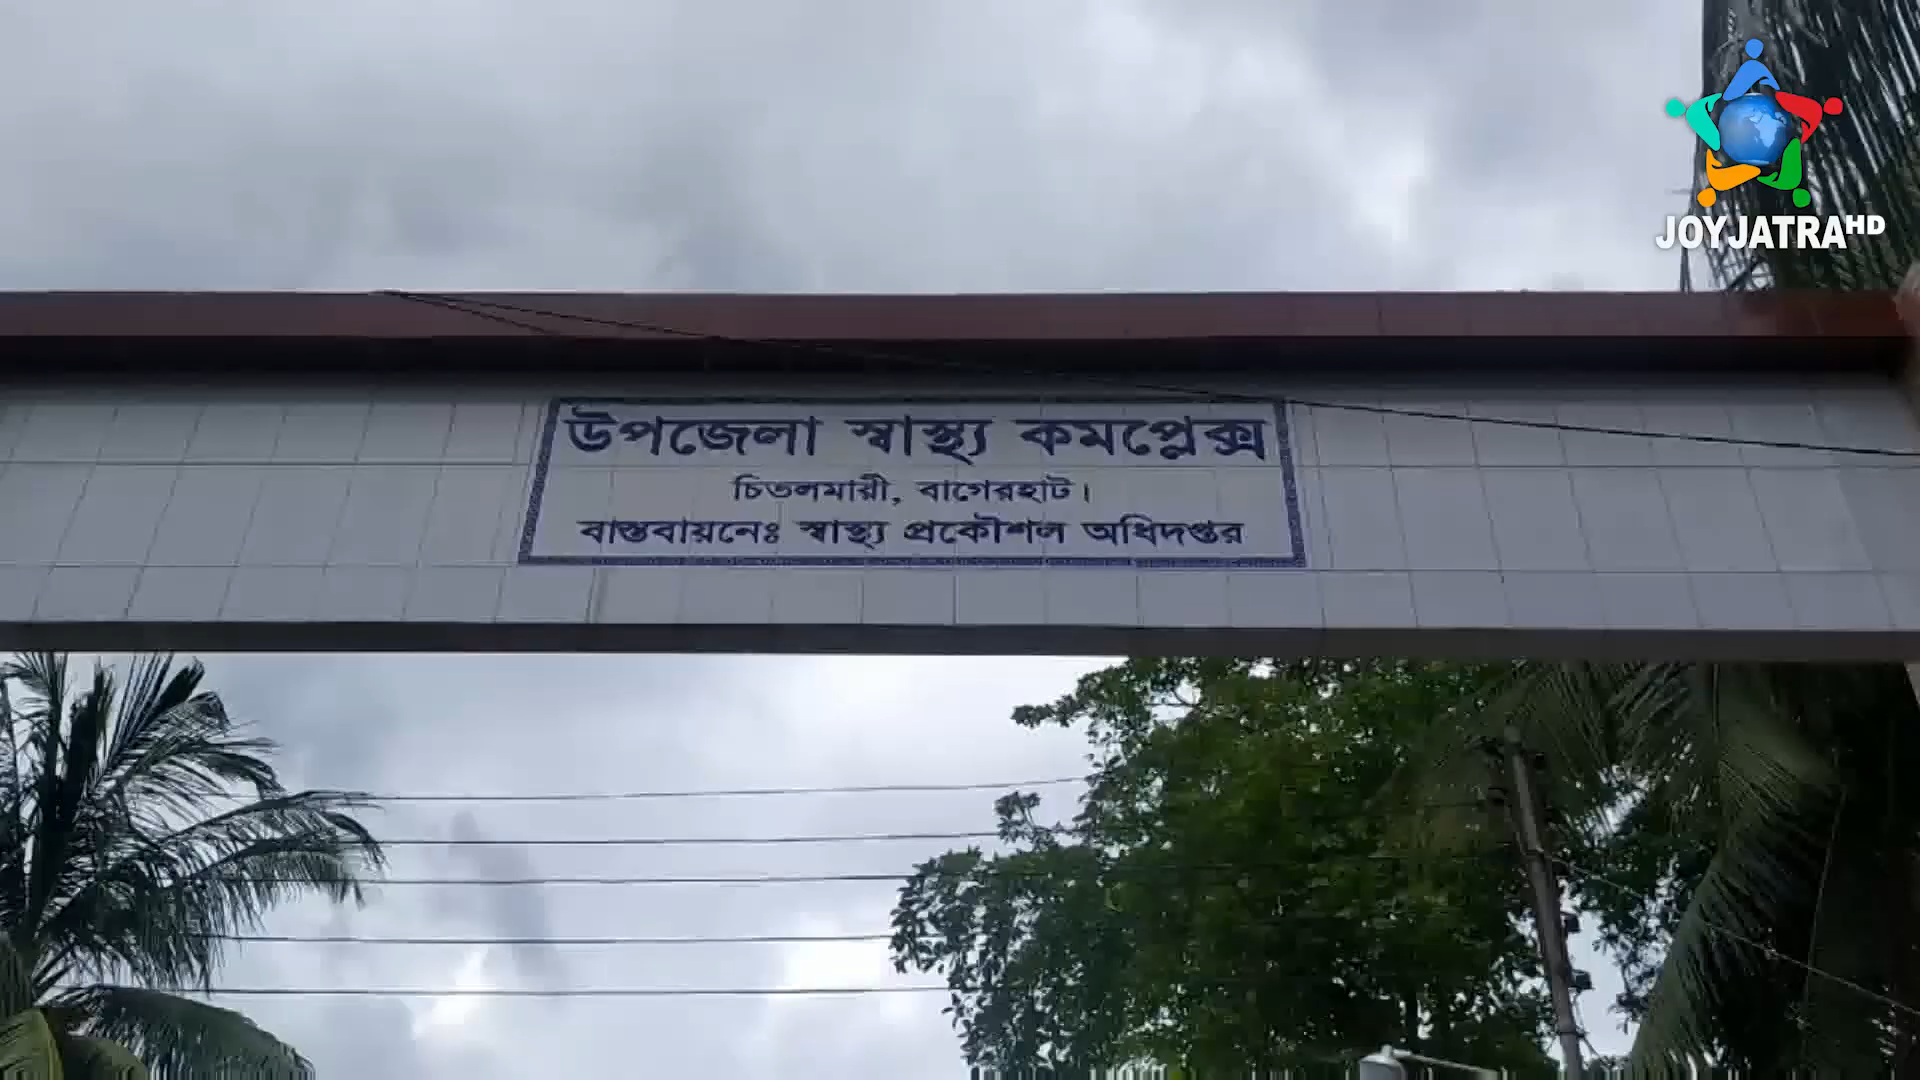 JOYJATRA HD
উপজেলা স্বাস্থ্য কমপ্লেক্স
চিতলমারী, বাগেরহাট।
বাস্তবায়নেঃ স্বাস্থ্য প্রকৌশল অধিদপ্তর